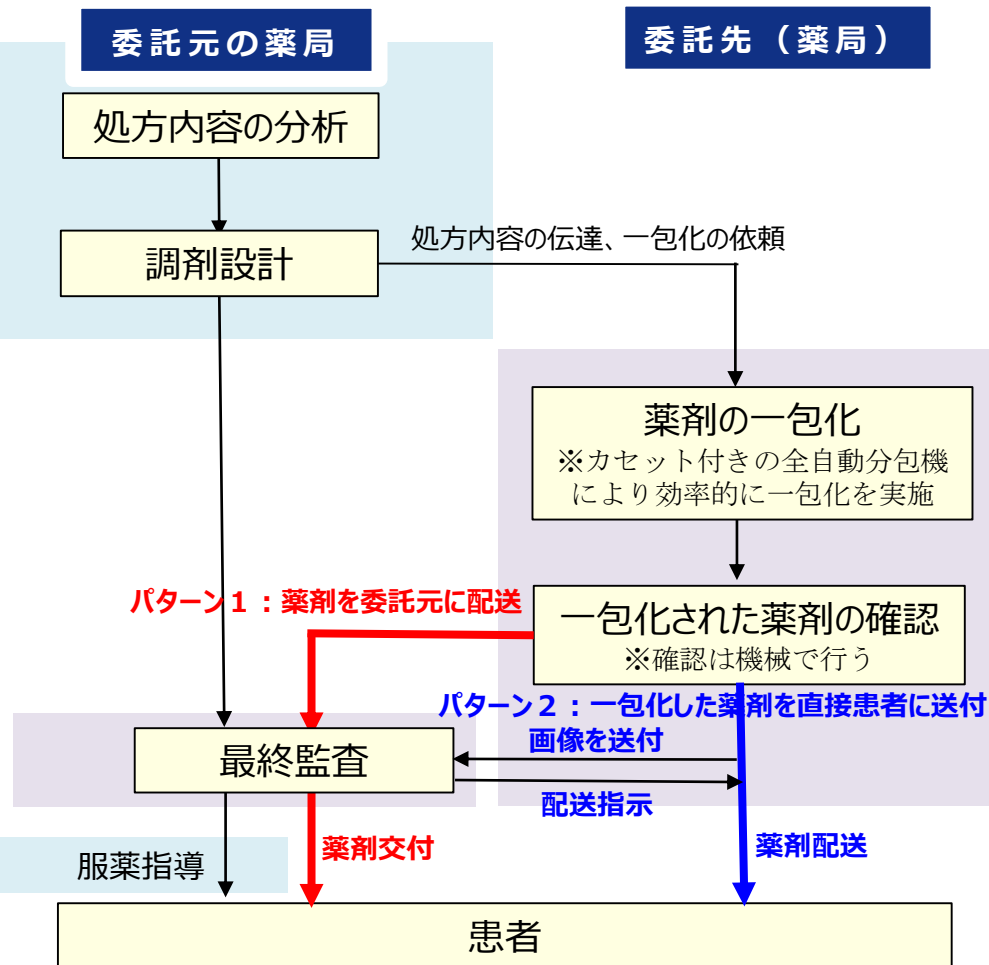 委託元の薬局
委託先（薬局）
処方内容の分析
調剤設計
処方内容の伝達、一包化の依頼
薬剤の一包化
※カセット付きの全自動分包機
により効率的に一包化を実施
パターン１：薬剤を委託元に配送
一包化された薬剤の確認
※確認は機械で行う
パターン２：一包化した薬剤を直接患者に送付
画像を送付
最終監査
配送指示
薬剤交付
薬剤配送
服薬指導
患者